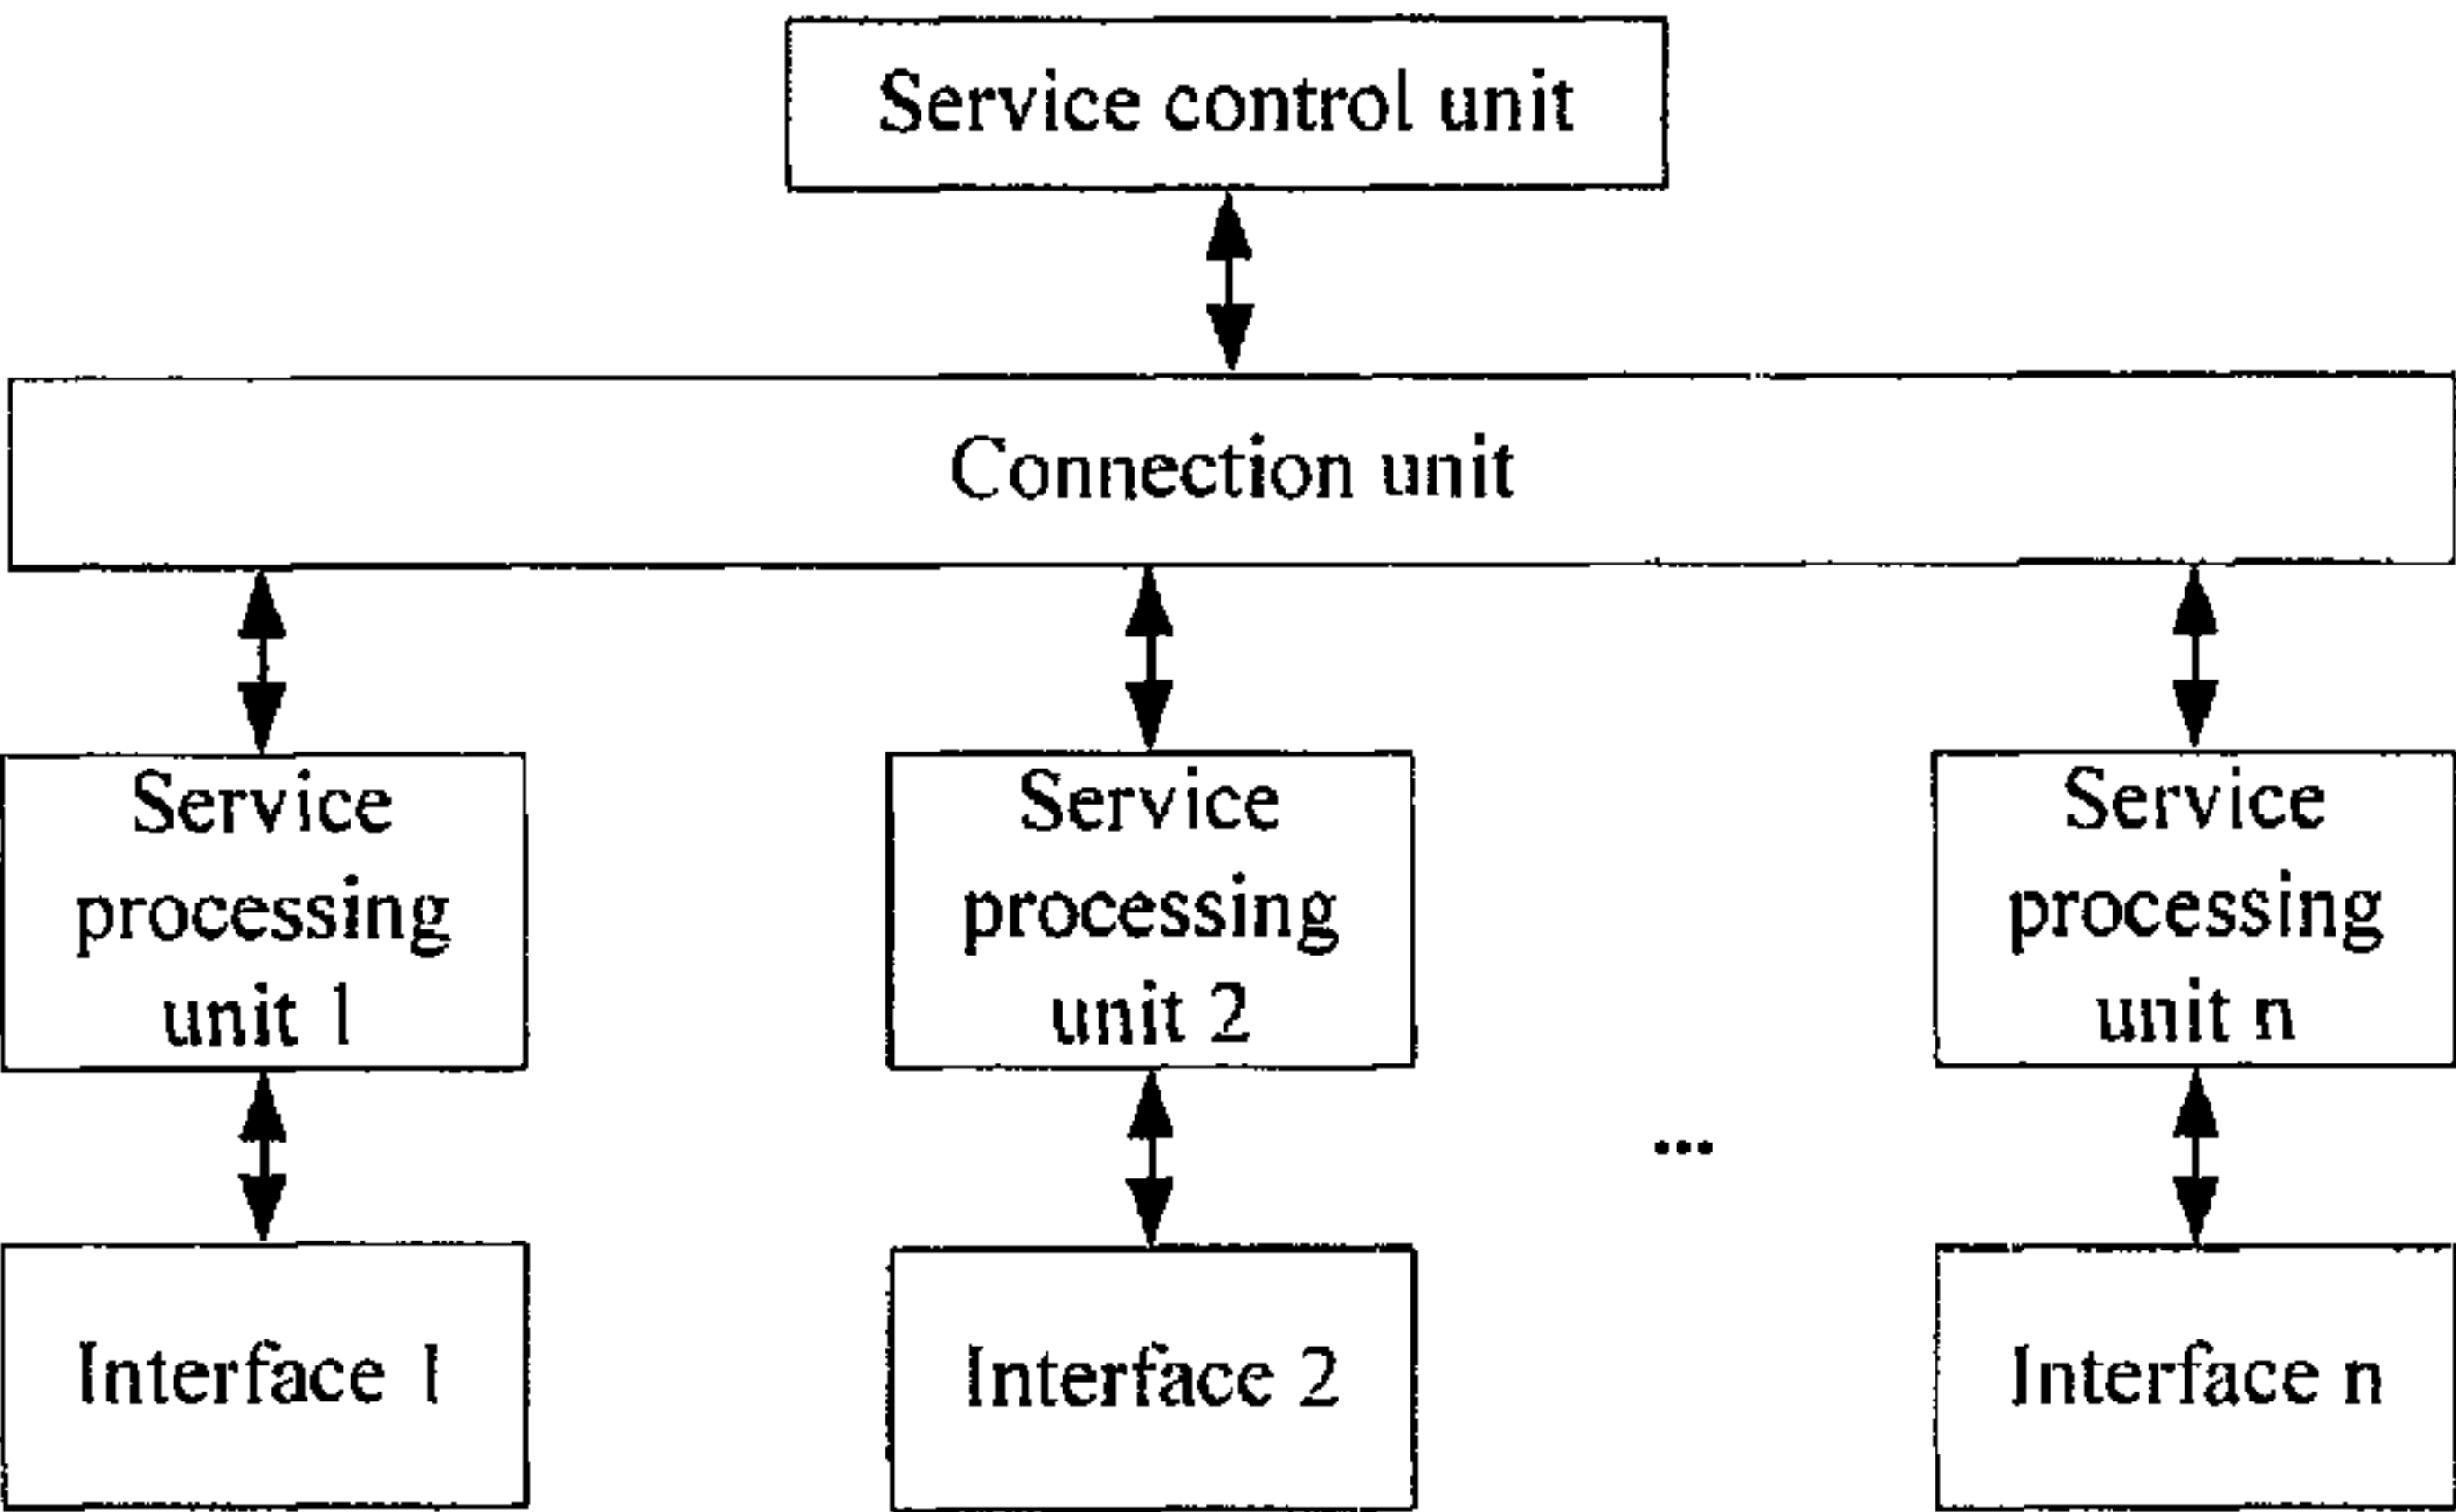 Service control unit
Connection unit
Service
processing
unit 1
Service
processing
unit 2
Service
processing
unit n
...
Interface 1
Interface 2
Interface n